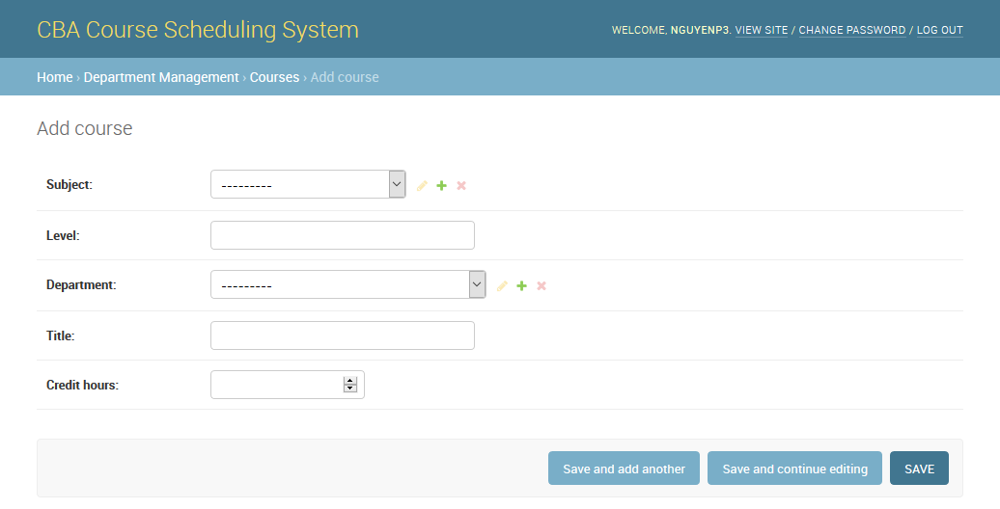 CBA Course Scheduling System
WELCOME, NGUYENP3. VIEW SITE / CHANGE PASSWORD / LOG OUT
Home › Department Management › Courses › Add course
Add course
Subject: ---------
Level:
Department: ---------
Title:
Credit hours:
Save and add another Save and continue editing SAVE